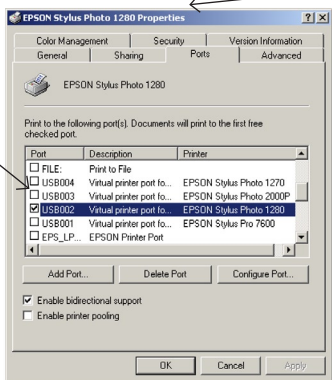 EPSON Stylus Photo 1280 Properties
Color Management Security Version Information
General Sharing Ports Advanced
EPSON Stylus Photo 1280
Print to the following port(s). Documents will print to the first free
checked port.
Port Description Printer
FILE: Print to File
USB004 Virtual printer port fo... EPSON Stylus Photo 1270
USB003 Virtual printer port fo... EPSON Stylus Photo 2000P
USB002 Virtual printer port fo... EPSON Stylus Photo 1280
USB001 Virtual printer port fo... EPSON Stylus Pro 7600
EPS_LP... EPSON Printer Port
Add Port... Delete Port Configure Port...
Enable bidirectional support
Enable printer pooling
OK Cancel Apply